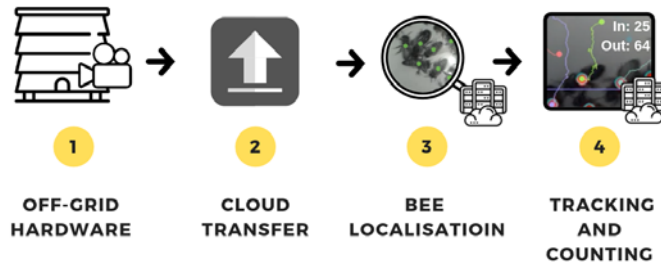 In: 25
Out: 64
1
2
3
4
OFF-GRID
HARDWARE
CLOUD
TRANSFER
BEE
LOCALISATIOIN
TRACKING
AND
COUNTING